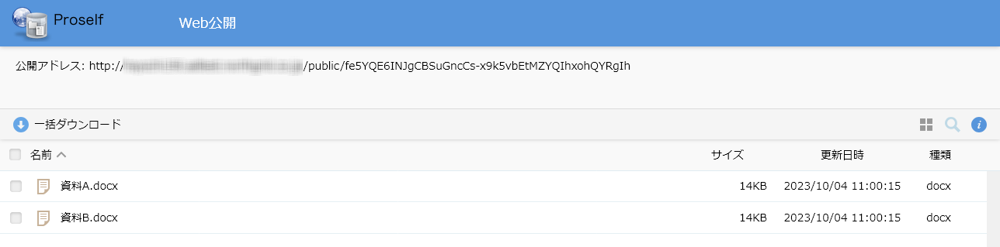 Proself
Web公開
公開アドレス: http:// /public/fe5YQE6INJgCBSuGncCs-x9k5vbEtMZYQIhxohQYRgIh
一括ダウンロード
名前 サイズ 更新日時 種類
資料A.docx 14KB 2023/10/04 11:00:15 docx
資料B.docx 14KB 2023/10/04 11:00:15 docx